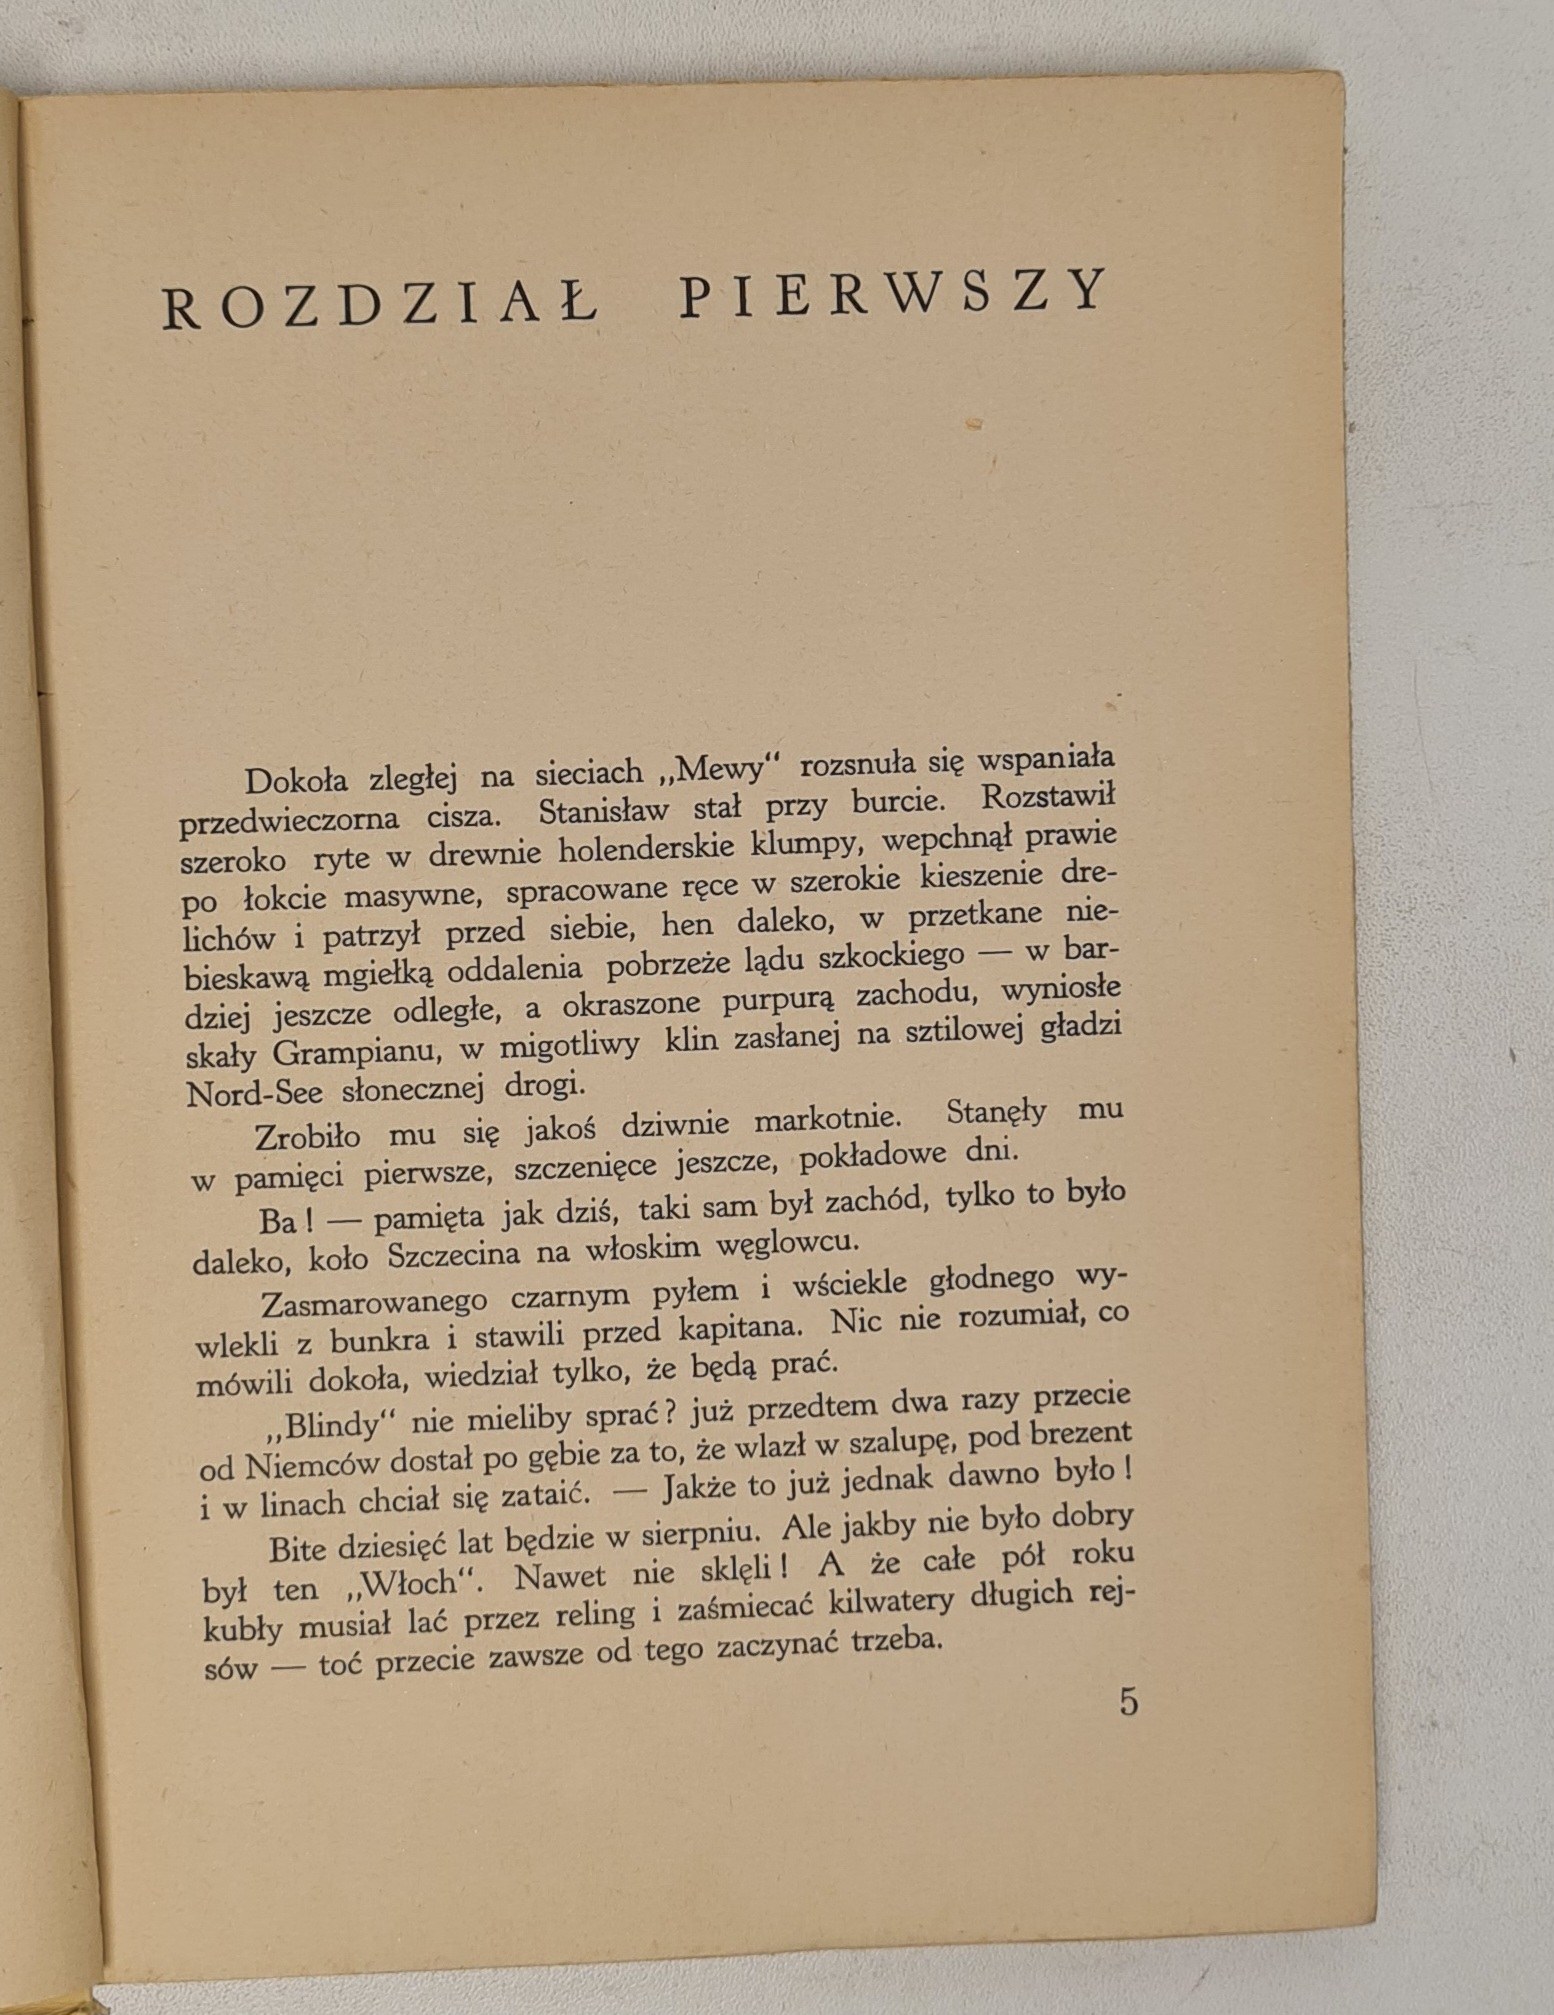 ROZDZIAŁ PIERWSZY
Dokoła zległej na sieciach „Mewy“ rozsnuła się wspaniała
przedwieczorna cisza. Stanisław stał przy burcie. Rozstawił
szeroko ryte w drewnie holenderskie klumpy, wepchnął prawie
po łokcie masywne, spracowane ręce w szerokie kieszenie dre-
lichów i patrzył przed siebie, hen daleko, w przetkane nie-
bieskawą mgiełką oddalenia pobrzeże lądu szkockiego — w bar-
dziej jeszcze odległe, a okraszone purpurą zachodu, wyniosłe
skały Grampianu, w migotliwy klin zasłanej na sztilowej gładzi
Nord-See słonecznej drogi.
Zrobiło mu się jakoś dziwnie markotnie. Stanęły mu
w pamięci pierwsze, szczenięce jeszcze, pokładowe dni.
Ba! — pamięta jak dziś, taki sam był zachód, tylko to było
daleko, koło Szczecina na włoskim węglowcu.
Zasmarowanego czarnym pyłem i wściekle głodnego wy-
wlekli z bunkra i stawili przed kapitana. Nic nie rozumiał, co
mówili dokoła, wiedział tylko, że będą prać.
„Blindy“ nie mieliby sprać? już przedtem dwa razy przecie
od Niemców dostał po gębie za to, że wlazł w szalupę, pod brezent
i w linach chciał się zataić. — Jakże to już jednak dawno było!
Bite dziesięć lat będzie w sierpniu. Ale jakby nie było dobry
był ten „Włoch“. Nawet nie sklęli! A że całe pół roku
kubły musiał lać przez reling i zaśmiecać kilwatery długich rej-
sów — toć przecie zawsze od tego zaczynać trzeba.
5